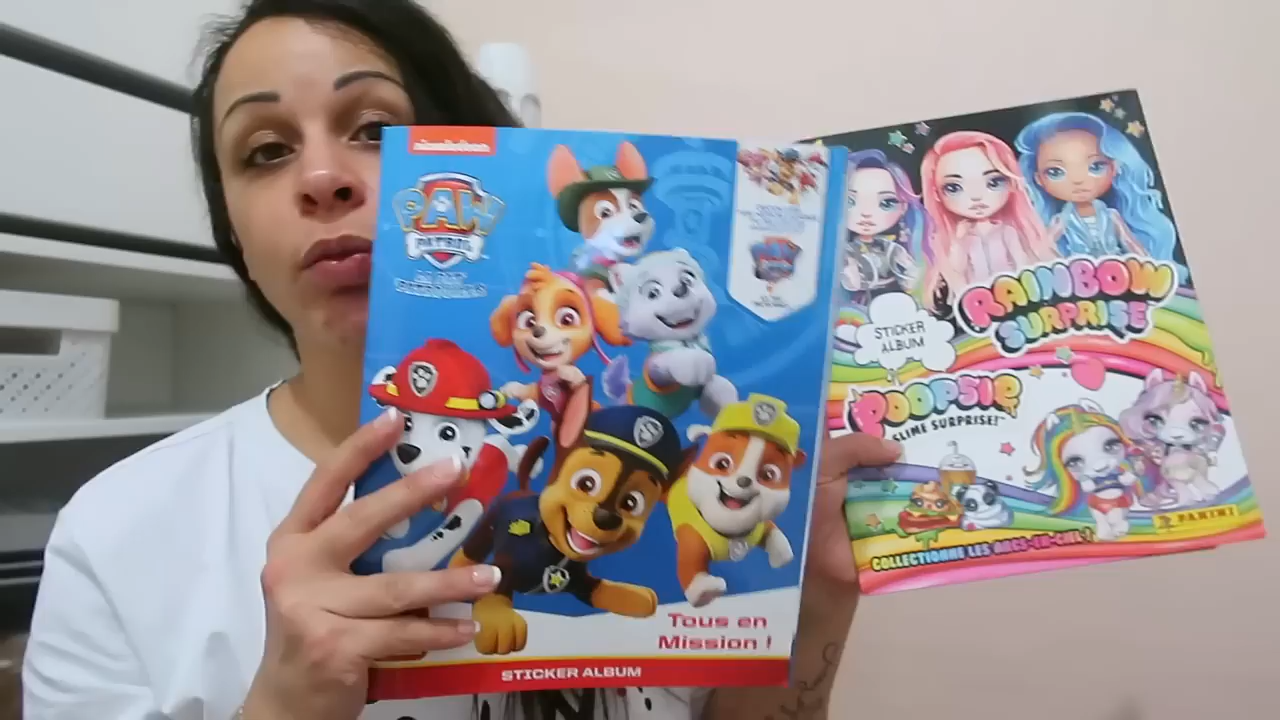 nickelodeon
PAW
PATROL
Tous en
Mission !
STICKER ALBUM
RAINBOW
SURPRISE
STICKER
ALBUM
POOPSIE
SLIME SURPRISE!™
COLLECTIONNE LES ARCS-EN-CIEL !
PANINI